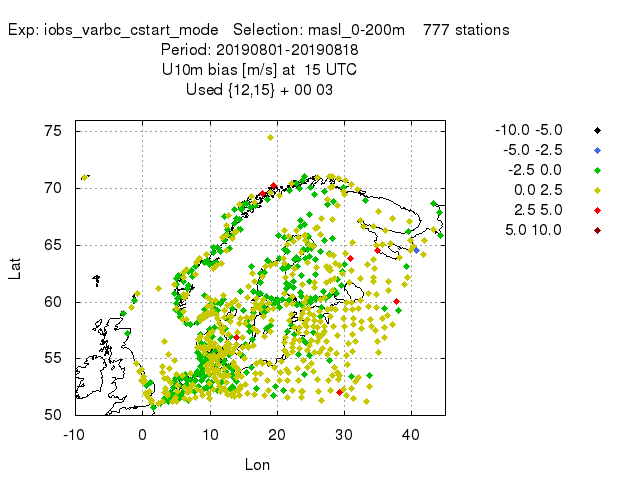 Exp: iobs_varbc_cstart_mode   Selection: masl_0-200m    777 stations
Period: 20190801-20190818
U10m bias [m/s] at  15 UTC
Used {12,15} + 00 03
-10.0 -5.0
-5.0 -2.5
-2.5 0.0
0.0 2.5
2.5 5.0
5.0 10.0
75
70
65
60
55
50
Lat
-10 0 10 20 30 40
Lon